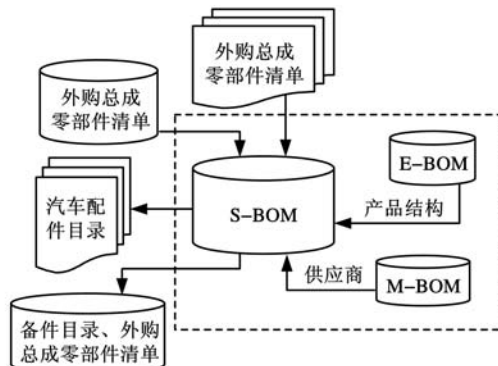 外购总成
零部件清单
外购总成
零部件清单
E-BOM
汽车配
件目录
S-BOM
产品结构
供应商
M-BOM
备件目录、外购
总成零部件清单